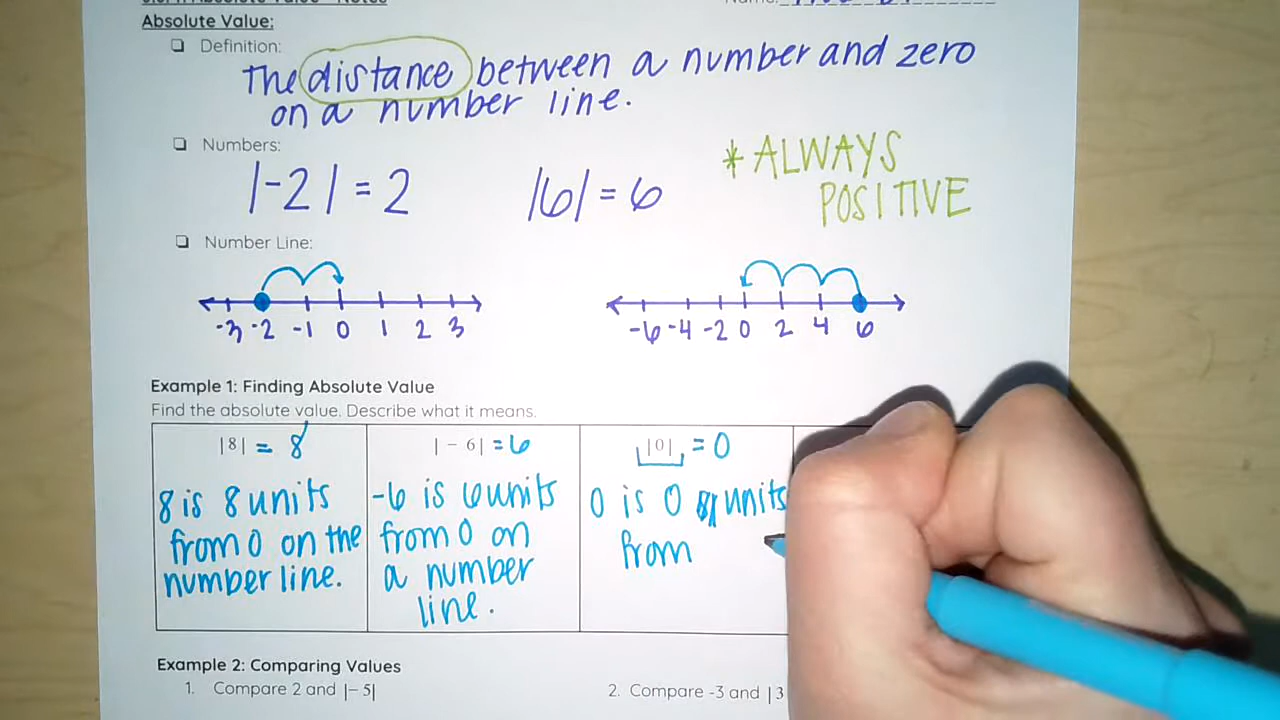 Absolute Value:
Definition:
The distance between a number and zero
on a number line.
Numbers:
|-2| = 2
|6| = 6
* ALWAYS
POSITIVE
Number Line:
-3 -2 -1 0 1 2 3
-6 -4 -2 0 2 4 6
Example 1: Finding Absolute Value
Find the absolute value. Describe what it means.
|8| = 8
8 is 8 units
from 0 on the
number line.
|-6| = 6
-6 is 6 units
from 0 on
a number
line.
|0| = 0
0 is 0 units
from
Example 2: Comparing Values
1. Compare 2 and |-5|
2. Compare -3 and |3